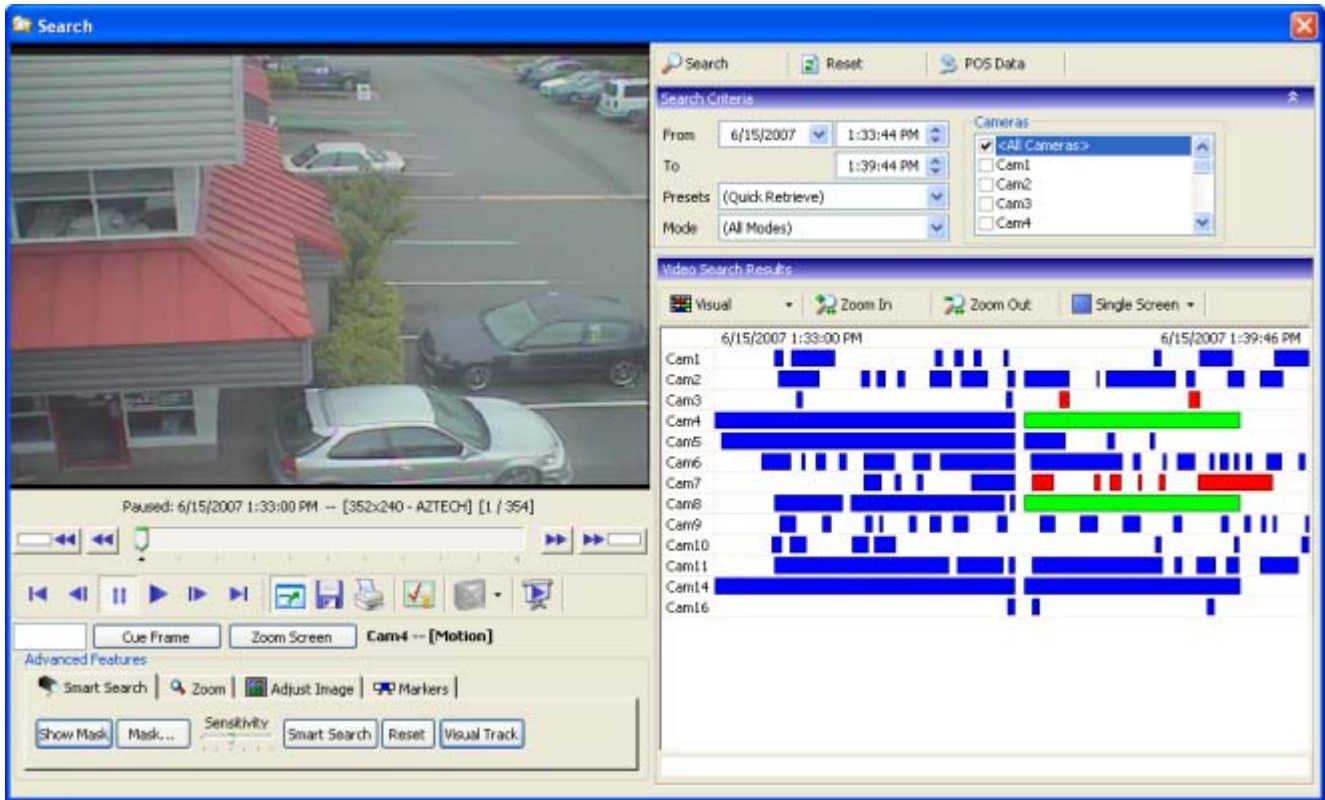 Search
Search Reset POS Data
Search Criteria
From 6/15/2007 1:33:44 PM
To 1:39:44 PM
Presets (Quick Retrieve)
Mode (All Modes)
Cameras
<All Cameras>
Cam1
Cam2
Cam3
Cam4
Video Search Results
Visual Zoom In Zoom Out Single Screen
6/15/2007 1:33:00 PM 6/15/2007 1:39:46 PM
Cam1
Cam2
Cam3
Cam4
Cam5
Cam6
Cam7
Cam8
Cam9
Cam10
Cam11
Cam14
Cam16
Paused: 6/15/2007 1:33:00 PM -- [352x240 - AZTECH] [1 / 354]
Cue Frame Zoom Screen Cam4 -- [Motion]
Advanced Features
Smart Search Zoom Adjust Image Markers
Show Mask Mask... Sensitivity Smart Search Reset Visual Track